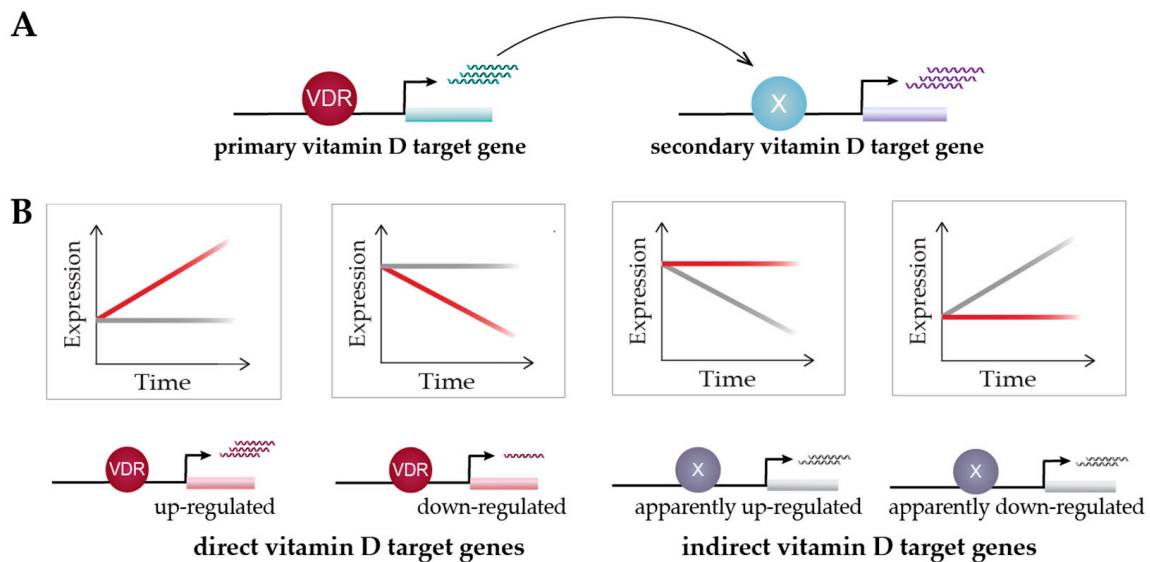 A
VDR
X
primary vitamin D target gene
secondary vitamin D target gene
B
Expression
Time
Expression
Time
Expression
Time
Expression
Time
VDR
up-regulated
VDR
down-regulated
X
apparently up-regulated
X
apparently down-regulated
direct vitamin D target genes
indirect vitamin D target genes